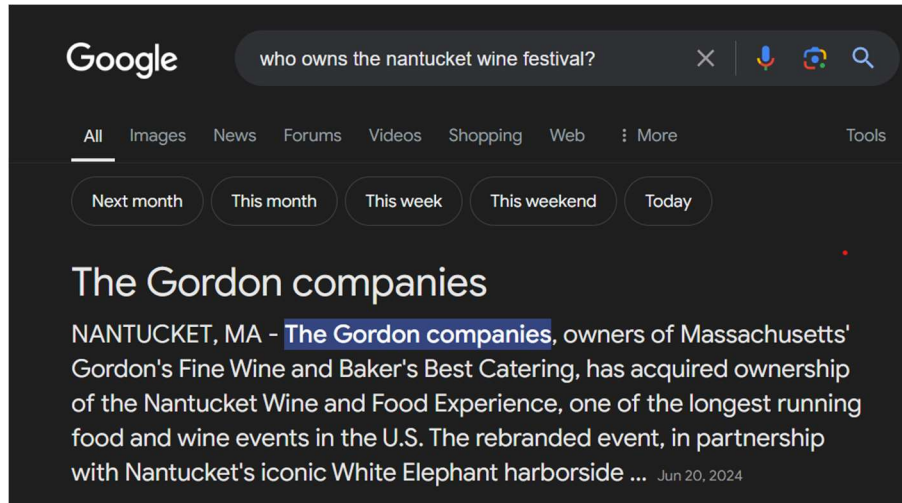 Google
who owns the nantucket wine festival?
All Images News Forums Videos Shopping Web More Tools
Next month This month This week This weekend Today
The Gordon companies
NANTUCKET, MA - The Gordon companies, owners of Massachusetts'
Gordon's Fine Wine and Baker's Best Catering, has acquired ownership
of the Nantucket Wine and Food Experience, one of the longest running
food and wine events in the U.S. The rebranded event, in partnership
with Nantucket's iconic White Elephant harborside ... Jun 20, 2024